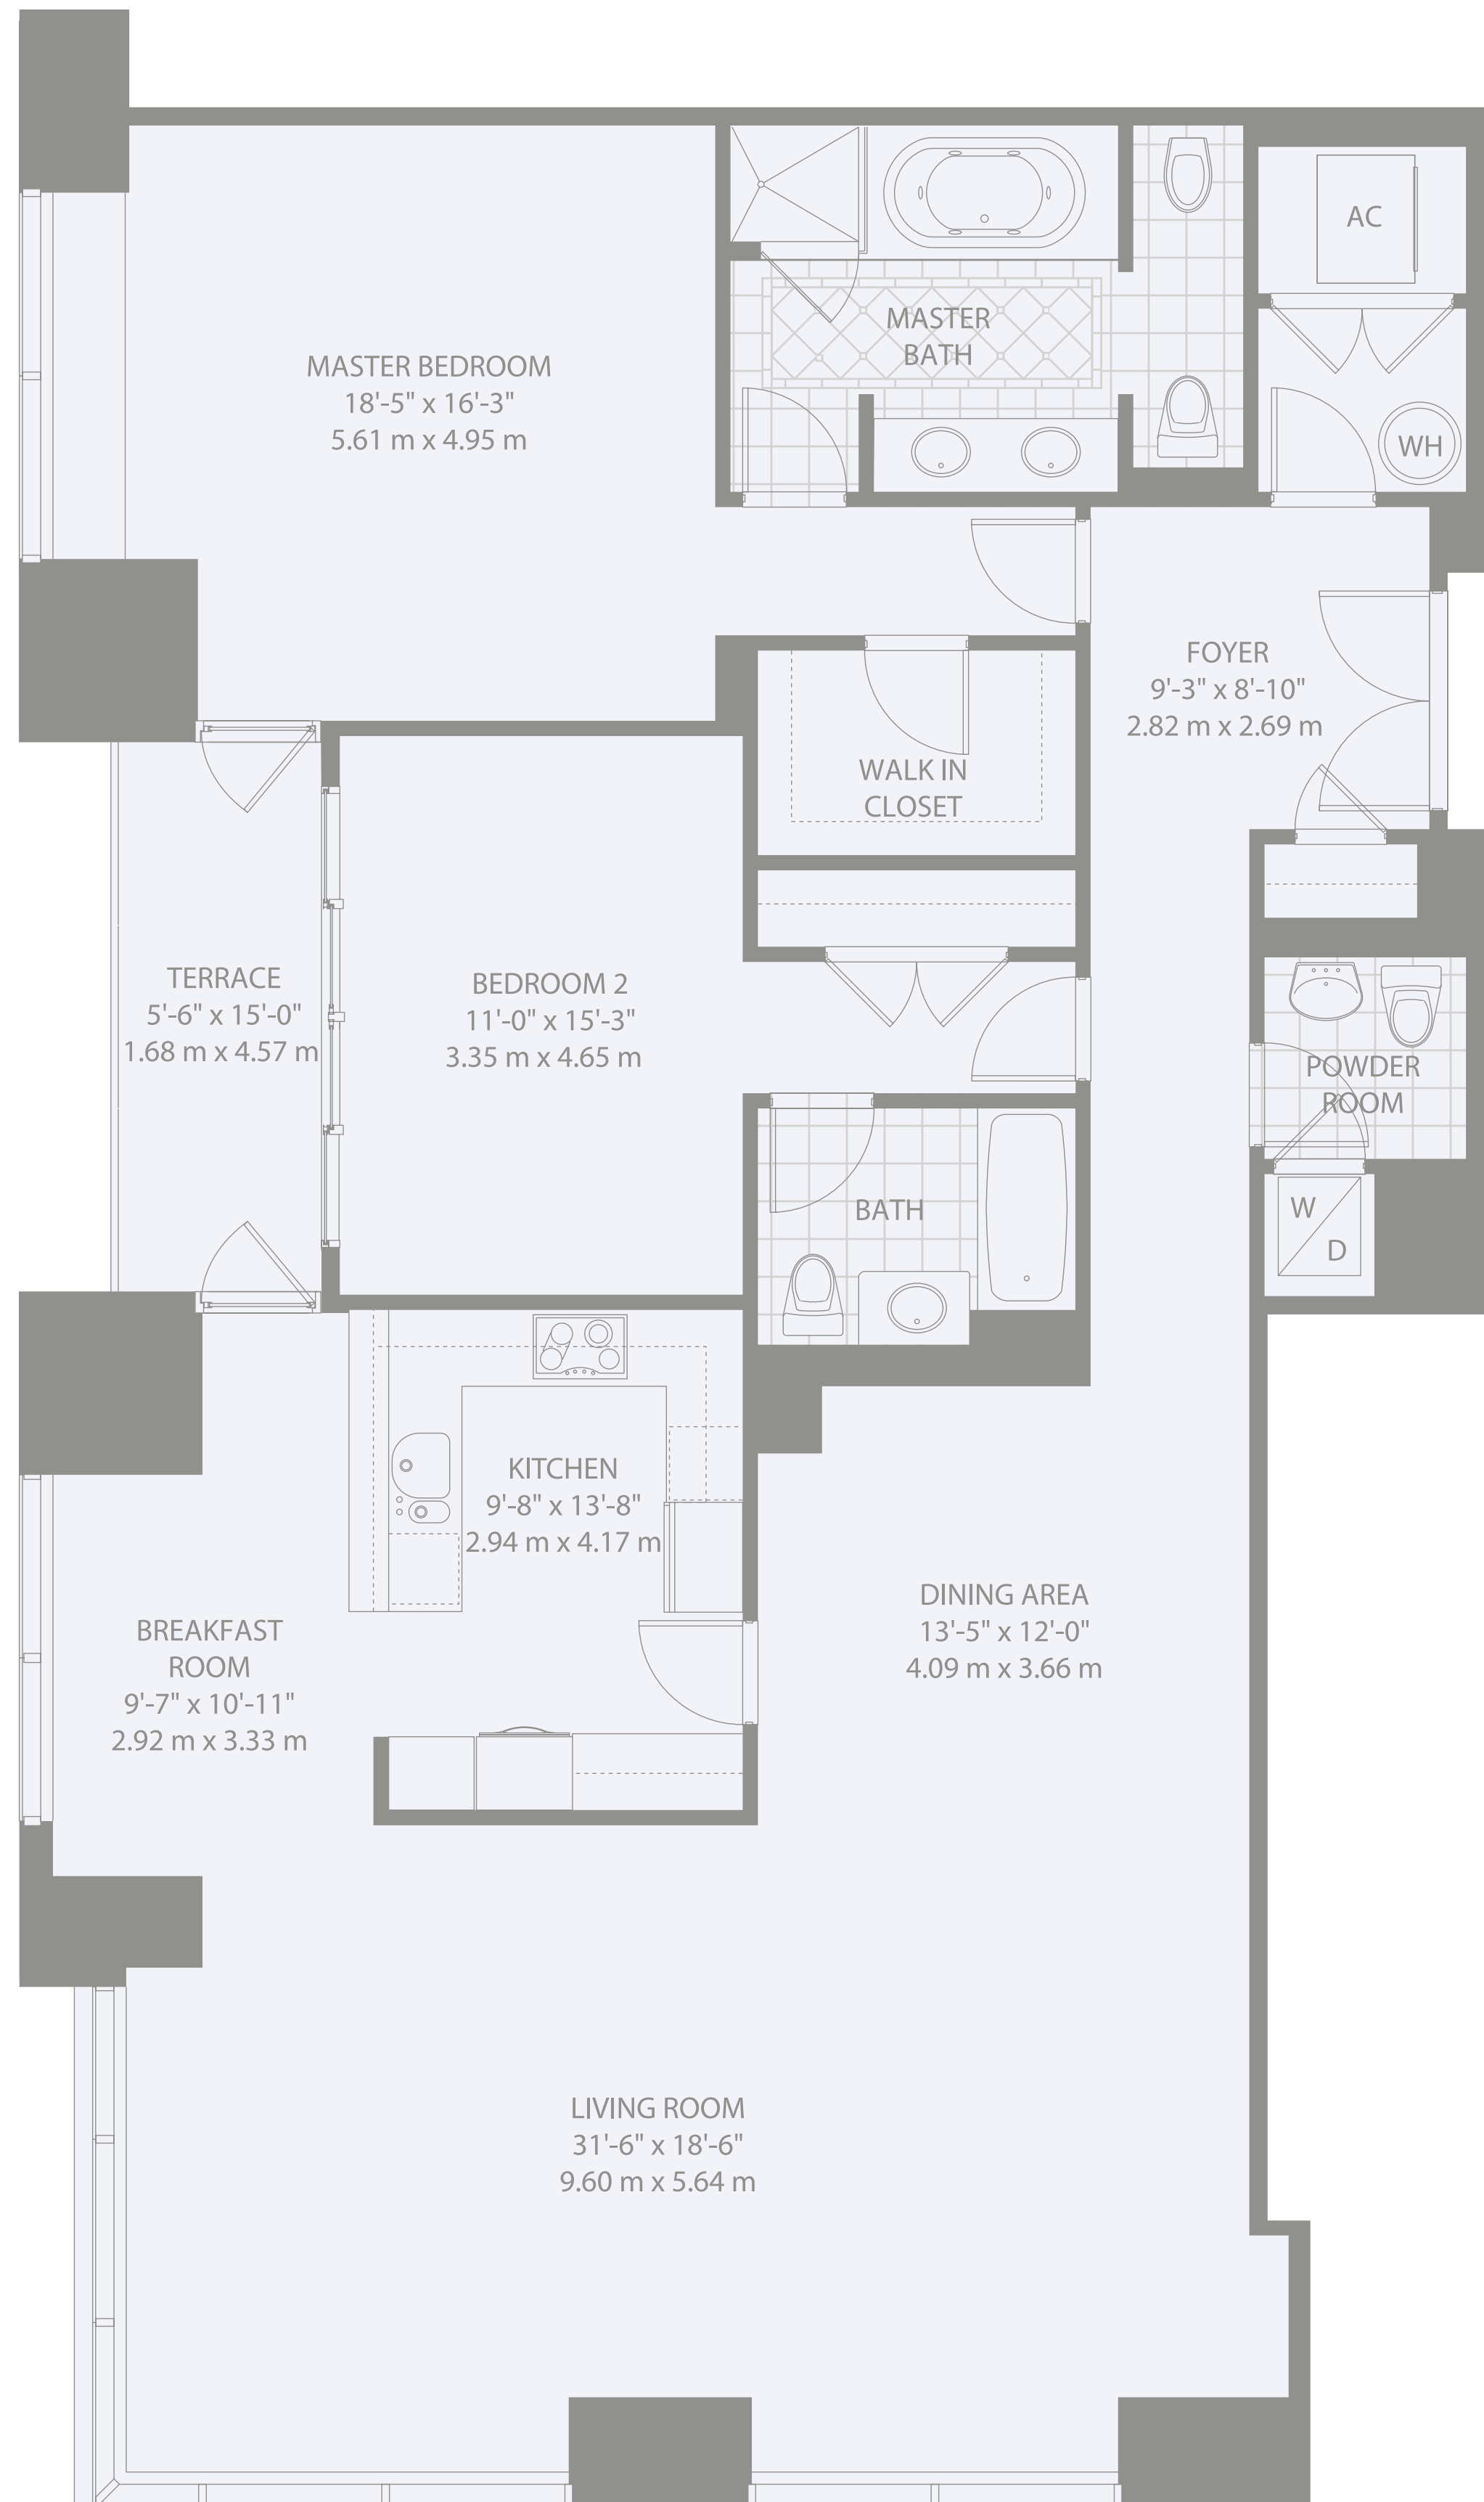 AC
MASTER
BATH
MASTER BEDROOM
18'-5" x 16'-3"
5.61 m x 4.95 m
WH
FOYER
9'-3" x 8'-10"
2.82 m x 2.69 m
WALK IN
CLOSET
TERRACE
5'-6" x 15'-0"
1.68 m x 4.57 m
BEDROOM 2
11'-0" x 15'-3"
3.35 m x 4.65 m
POWDER
ROOM
BATH
W
D
KITCHEN
9'-8" x 13'-8"
2.94 m x 4.17 m
DINING AREA
13'-5" x 12'-0"
4.09 m x 3.66 m
BREAKFAST
ROOM
9'-7" x 10'-11"
2.92 m x 3.33 m
LIVING ROOM
31'-6" x 18'-6"
9.60 m x 5.64 m